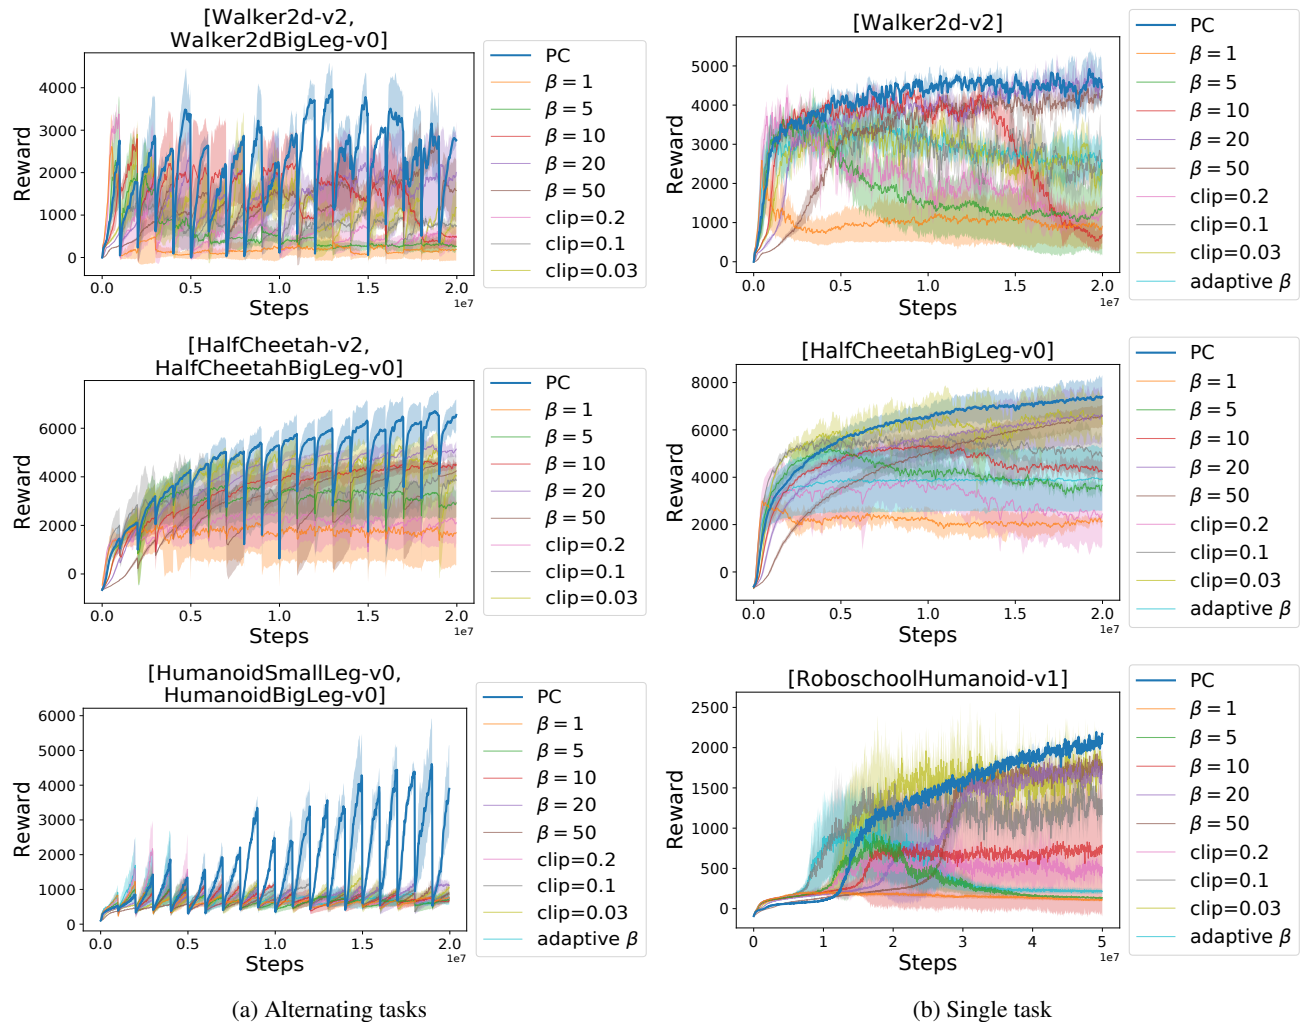 [Walker2d-v2,
Walker2dBigLeg-v0]
Reward
4000
3000
2000
1000
0
0.0 0.5 1.0 1.5 2.0
1e7
Steps
PC
β = 1
β = 5
β = 10
β = 20
β = 50
clip=0.2
clip=0.1
clip=0.03
[Walker2d-v2]
Reward
5000
4000
3000
2000
1000
0
0.0 0.5 1.0 1.5 2.0
1e7
Steps
PC
β = 1
β = 5
β = 10
β = 20
β = 50
clip=0.2
clip=0.1
clip=0.03
adaptive β
[HalfCheetah-v2,
HalfCheetahBigLeg-v0]
Reward
6000
4000
2000
0
0.0 0.5 1.0 1.5 2.0
1e7
Steps
PC
β = 1
β = 5
β = 10
β = 20
β = 50
clip=0.2
clip=0.1
clip=0.03
[HalfCheetahBigLeg-v0]
Reward
8000
6000
4000
2000
0
0.0 0.5 1.0 1.5 2.0
1e7
Steps
PC
β = 1
β = 5
β = 10
β = 20
β = 50
clip=0.2
clip=0.1
clip=0.03
adaptive β
[HumanoidSmallLeg-v0,
HumanoidBigLeg-v0]
Reward
6000
5000
4000
3000
2000
1000
0
0.0 0.5 1.0 1.5 2.0
1e7
Steps
PC
β = 1
β = 5
β = 10
β = 20
β = 50
clip=0.2
clip=0.1
clip=0.03
adaptive β
[RoboschoolHumanoid-v1]
Reward
2500
2000
1500
1000
500
0
0 1 2 3 4 5
1e7
Steps
PC
β = 1
β = 5
β = 10
β = 20
β = 50
clip=0.2
clip=0.1
clip=0.03
adaptive β
(a) Alternating tasks
(b) Single task